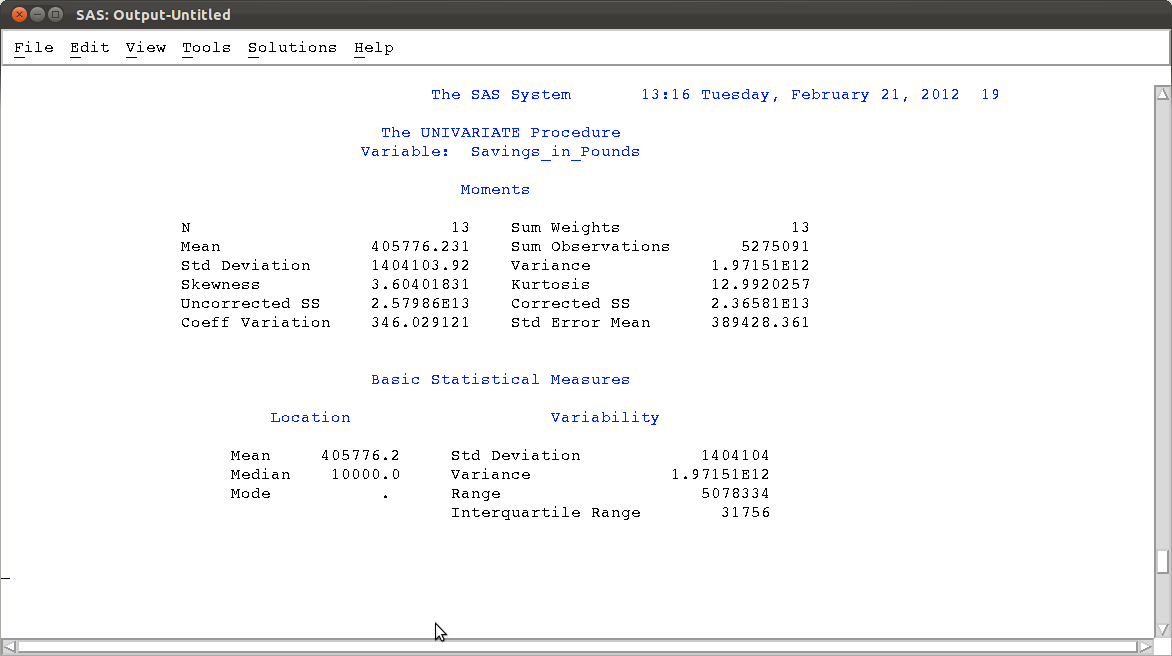 SAS: Output-Untitled
File Edit View Tools Solutions Help
The SAS System 13:16 Tuesday, February 21, 2012 19
The UNIVARIATE Procedure
Variable: Savings_in_Pounds
Moments
N 13 Sum Weights 13
Mean 405776.231 Sum Observations 5275091
Std Deviation 1404103.92 Variance 1.97151E12
Skewness 3.60401831 Kurtosis 12.9920257
Uncorrected SS 2.57986E13 Corrected SS 2.36581E13
Coeff Variation 346.029121 Std Error Mean 389428.361
Basic Statistical Measures
Location Variability
Mean 405776.2 Std Deviation 1404104
Median 10000.0 Variance 1.97151E12
Mode . Range 5078334
Interquartile Range 31756